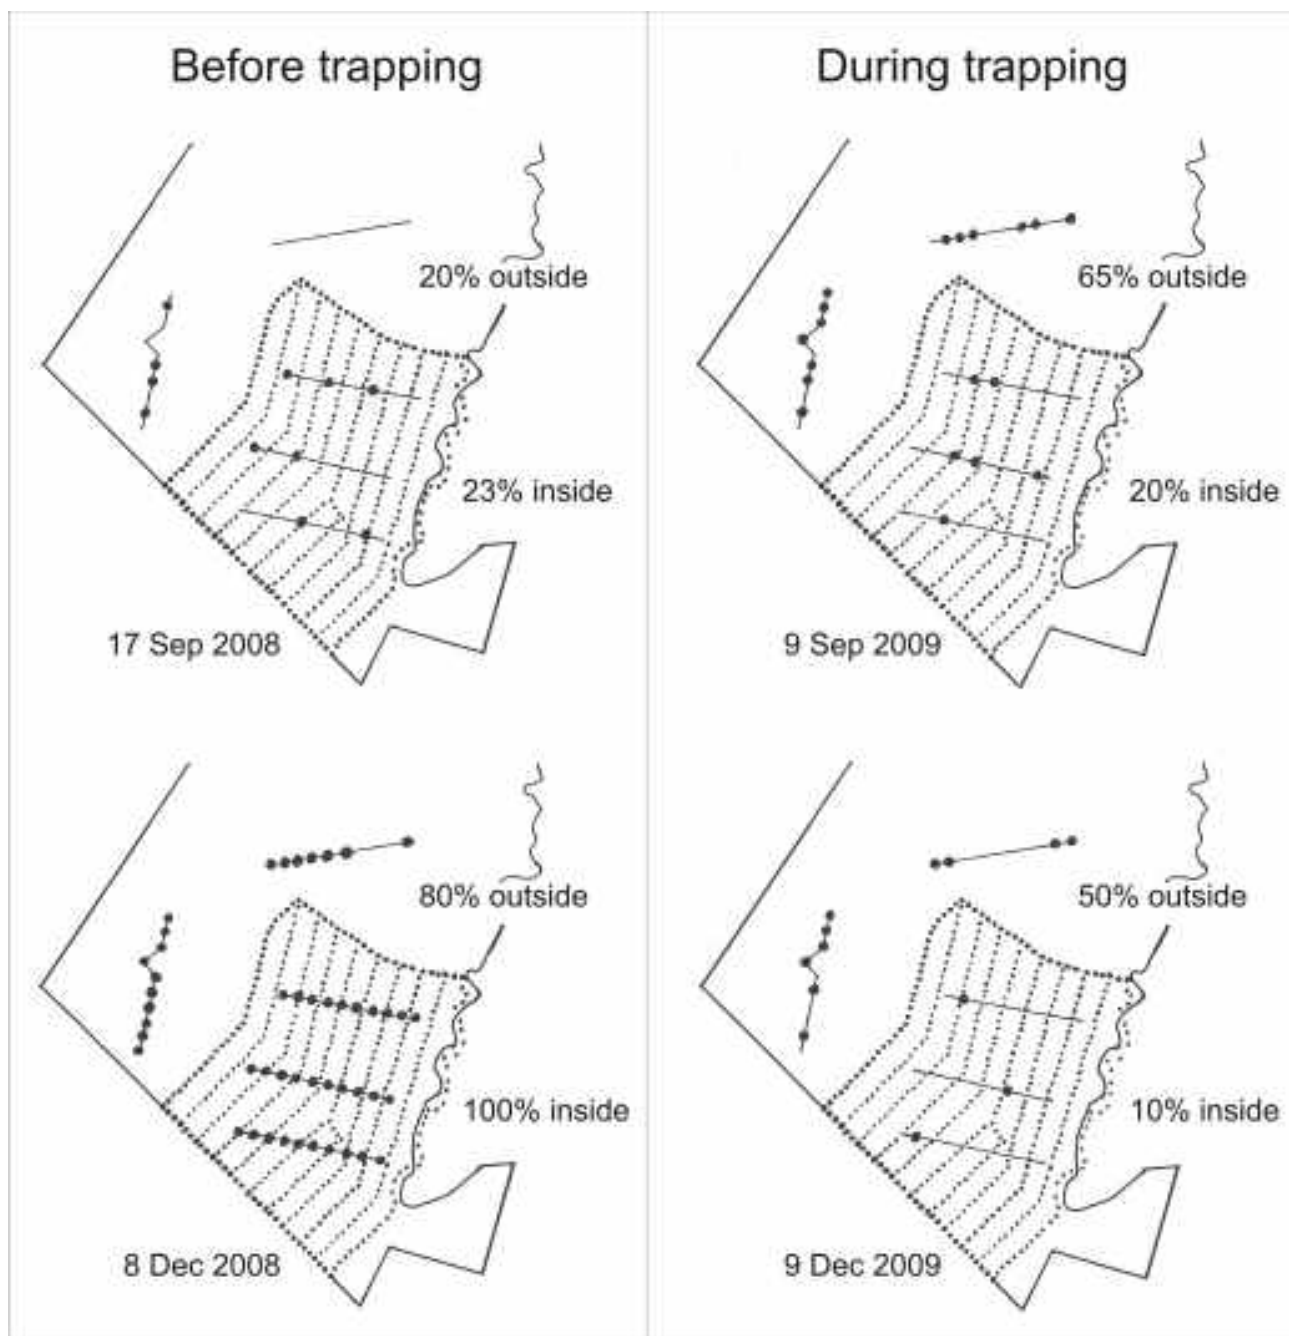 Before trapping
During trapping
20% outside
23% inside
17 Sep 2008
65% outside
20% inside
9 Sep 2009
80% outside
100% inside
8 Dec 2008
50% outside
10% inside
9 Dec 2009